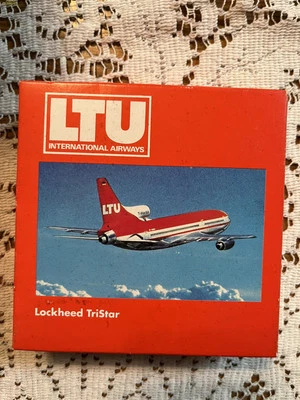 LTU
INTERNATIONAL AIRWAYS
LTU
Lockheed TriStar